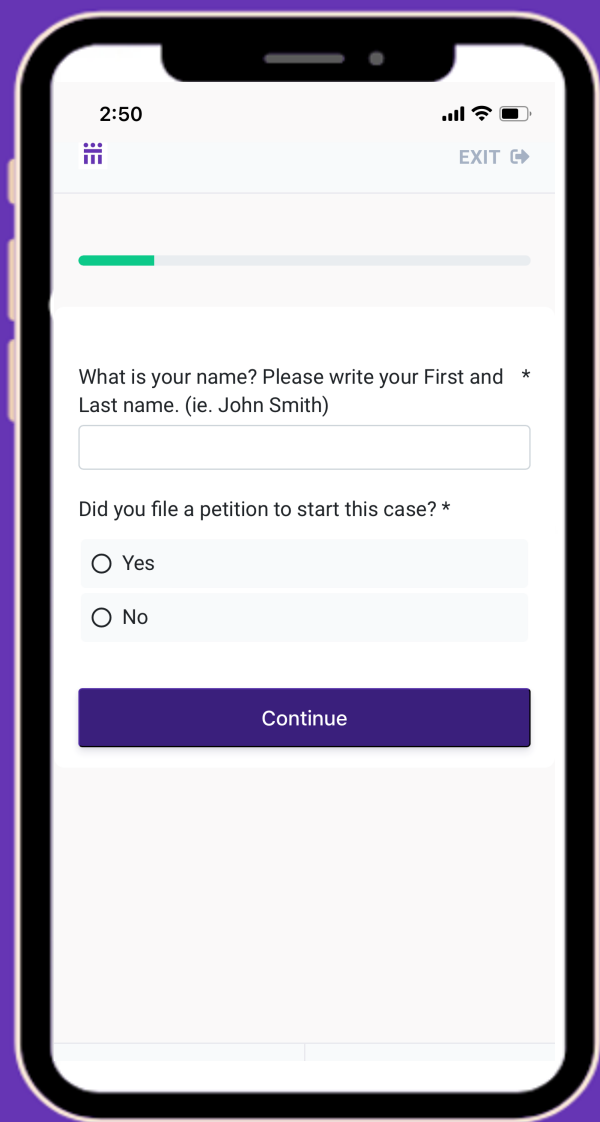 2:50
EXIT
What is your name? Please write your First and *
Last name. (ie. John Smith)
Did you file a petition to start this case? *
Yes
No
Continue